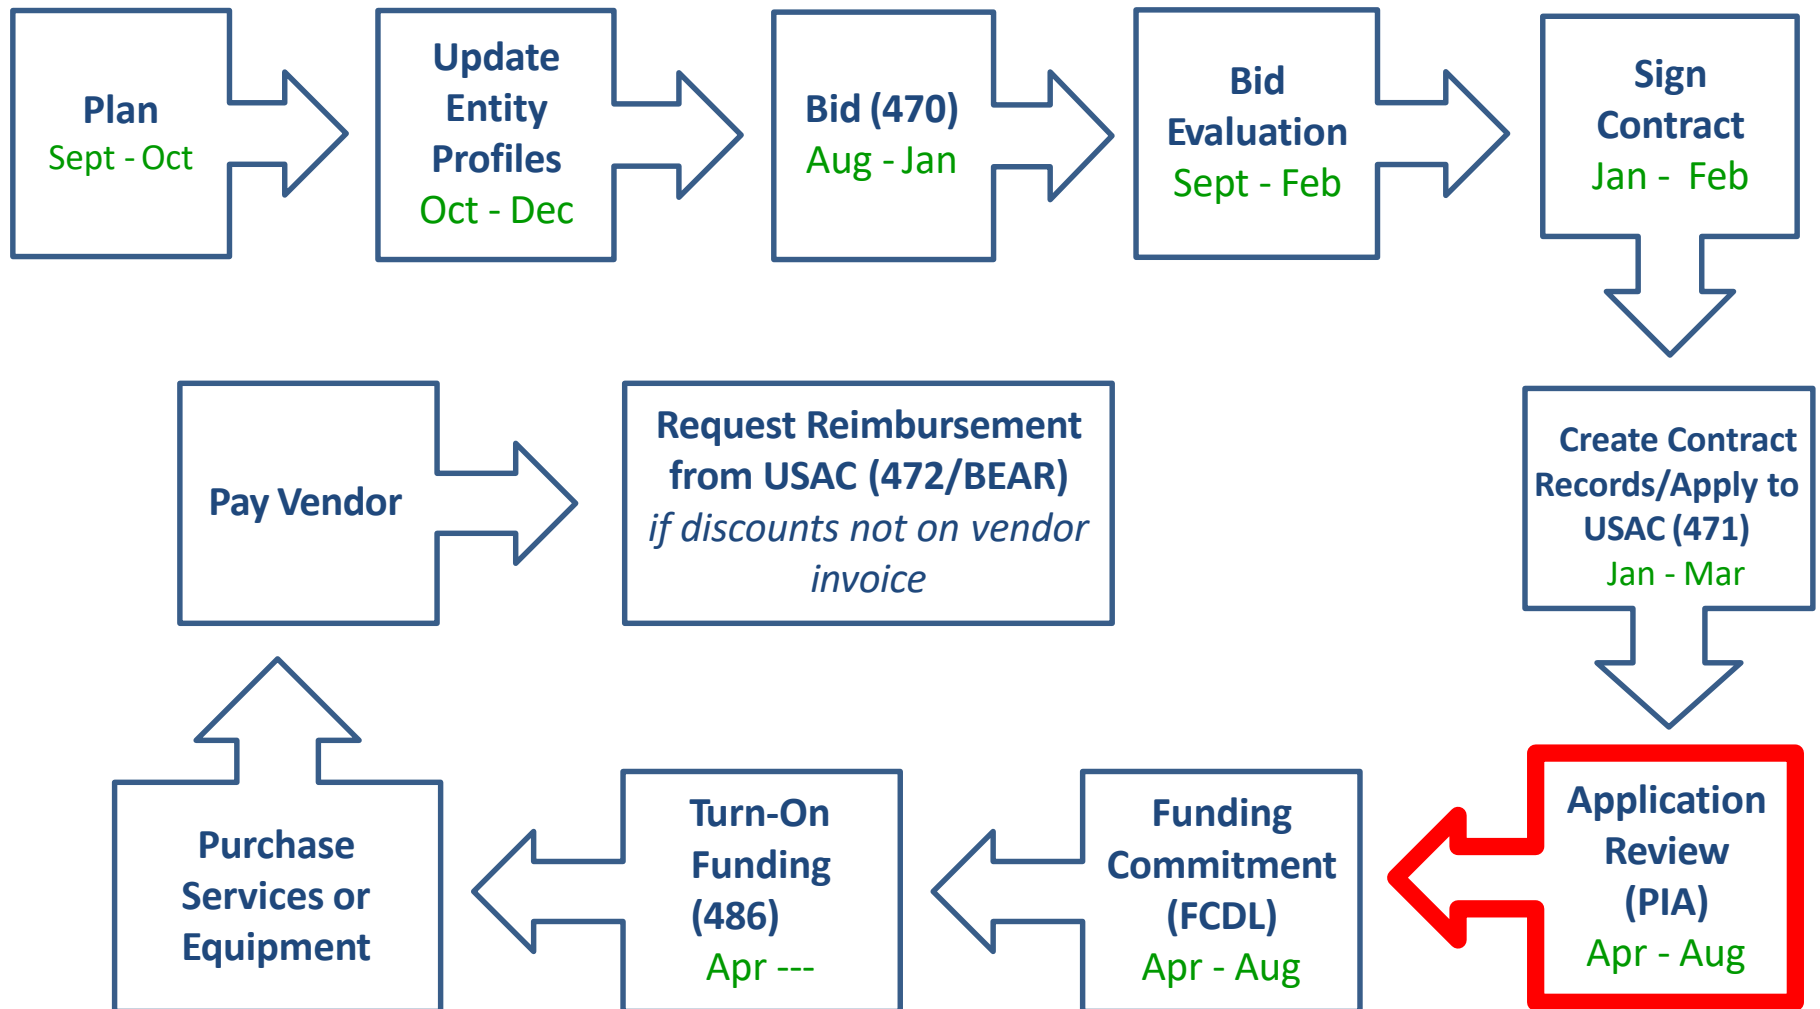 Plan
Sept - Oct
Update
Entity
Profiles
Oct - Dec
Bid (470)
Aug - Jan
Bid
Evaluation
Sept - Feb
Sign
Contract
Jan - Feb
Create Contract
Records/Apply to
USAC (471)
Jan - Mar
Application
Review
(PIA)
Apr - Aug
Funding
Commitment
(FCDL)
Apr - Aug
Turn-On
Funding
(486)
Apr ---
Purchase
Services or
Equipment
Pay Vendor
Request Reimbursement
from USAC (472/BEAR)
if discounts not on vendor
invoice